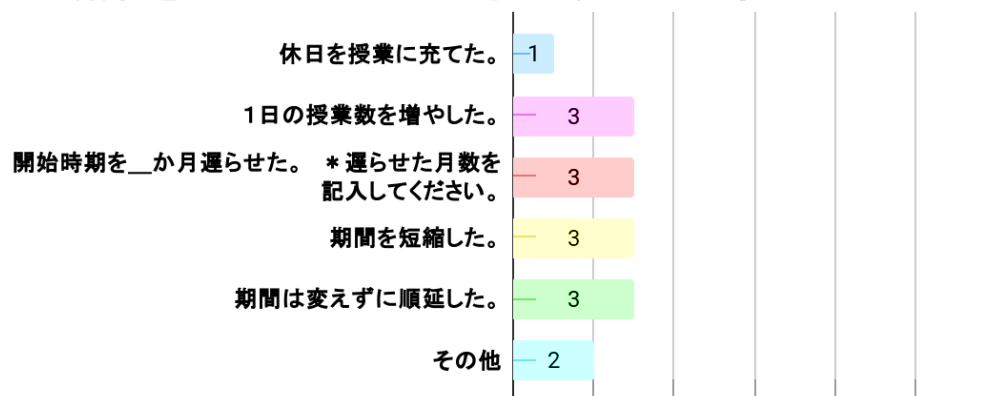 休日を授業に充てた。
1
１日の授業数を増やした。
3
開始時期を__か月遅らせた。　＊遅らせた月数を
記入してください。
3
期間を短縮した。
3
期間は変えずに順延した。
3
その他
2